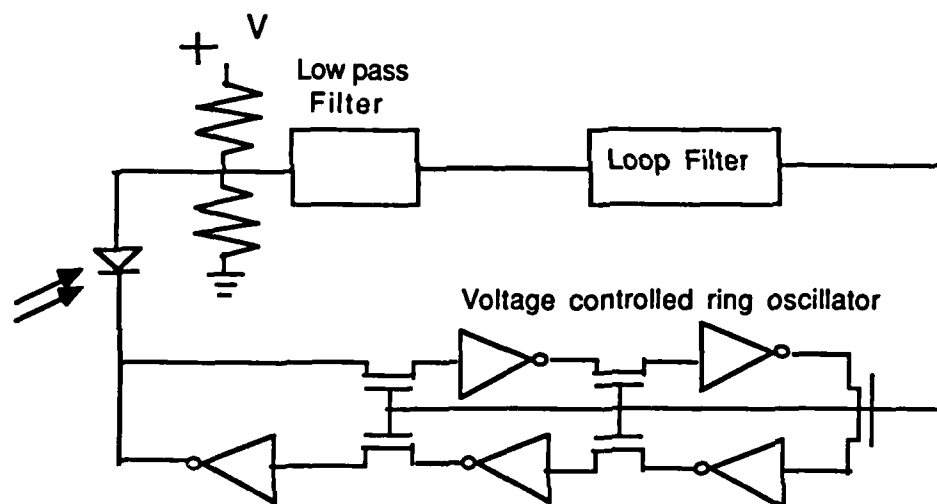 + V
Low pass
Filter
Loop Filter
Voltage controlled ring oscillator